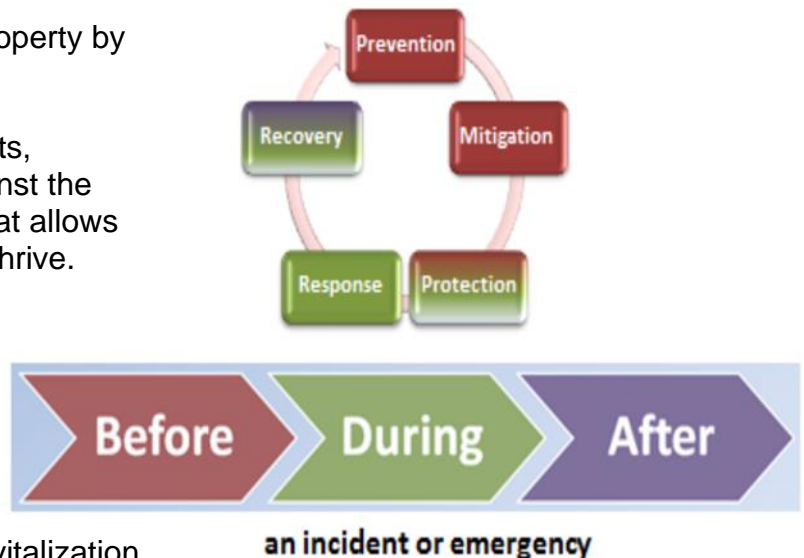 operty by
ts,
nst the
at allows
hrive.
Prevention
Recovery
Mitigation
Response
Protection
Before
During
After
an incident or emergency
vitalization